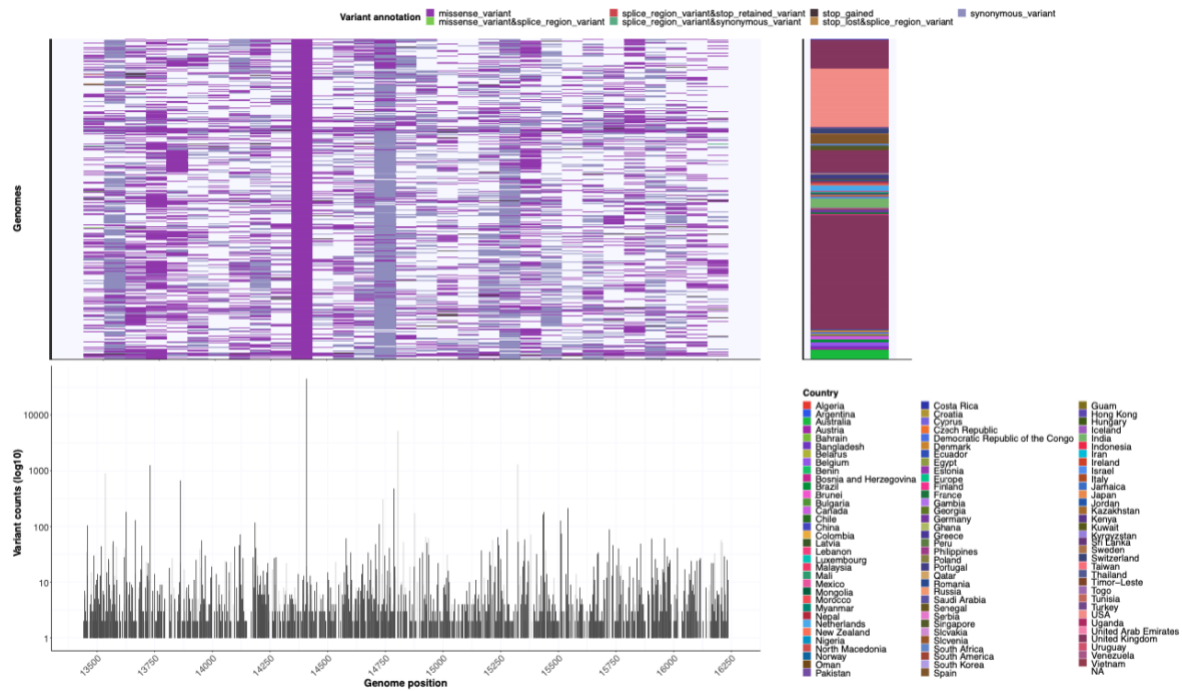 Variant annotation
missense_variant
missense_variant&splice_region_variant
splice_region_variant&stop_retained_variant
splice_region_variant&synonymous_variant
stop_gained
stop_lost&splice_region_variant
synonymous_variant
Genomes
Variant counts (log10)
10000
1000
100
10
1
13500
13750
14000
14250
14500
14750
15000
15250
15500
15750
16000
16250
Genome position
Country
Algeria
Argentina
Australia
Austria
Bahrain
Bangladesh
Belarus
Belgium
Benin
Bosnia and Herzegovina
Brazil
Brunei
Bulgaria
Canada
Chile
China
Colombia
Latvia
Lebanon
Luxembourg
Malaysia
Mali
Mexico
Mongolia
Morocco
Myanmar
Nepal
Netherlands
New Zealand
Nigeria
North Macedonia
Norway
Oman
Pakistan
Costa Rica
Croatia
Cyprus
Czech Republic
Democratic Republic of the Congo
Denmark
Ecuador
Egypt
Estonia
Europe
Finland
France
Gambia
Georgia
Germany
Ghana
Greece
Peru
Philippines
Poland
Portugal
Qatar
Romania
Russia
Saudi Arabia
Senegal
Serbia
Singapore
Slovakia
Slovenia
South Africa
South America
South Korea
Spain
Guam
Hong Kong
Hungary
Iceland
India
Indonesia
Iran
Ireland
Israel
Italy
Jamaica
Japan
Jordan
Kazakhstan
Kenya
Kuwait
Kyrgyzstan
Sri Lanka
Sweden
Switzerland
Taiwan
Thailand
Timor−Leste
Togo
Tunisia
Turkey
USA
Uganda
United Arab Emirates
United Kingdom
Uruguay
Venezuela
Vietnam
NA